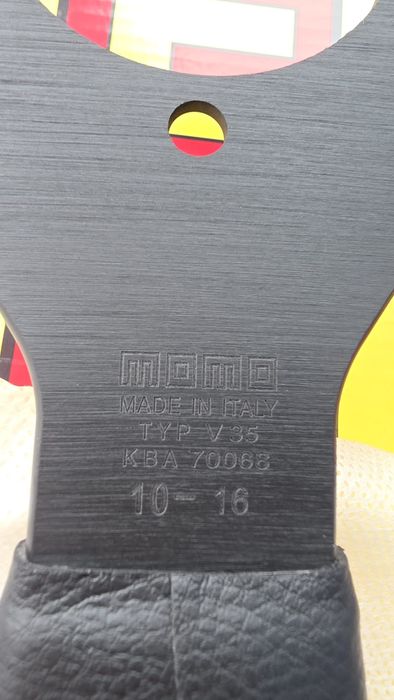 momo
MADE IN ITALY
TYP V35
KBA 70068
10- 16